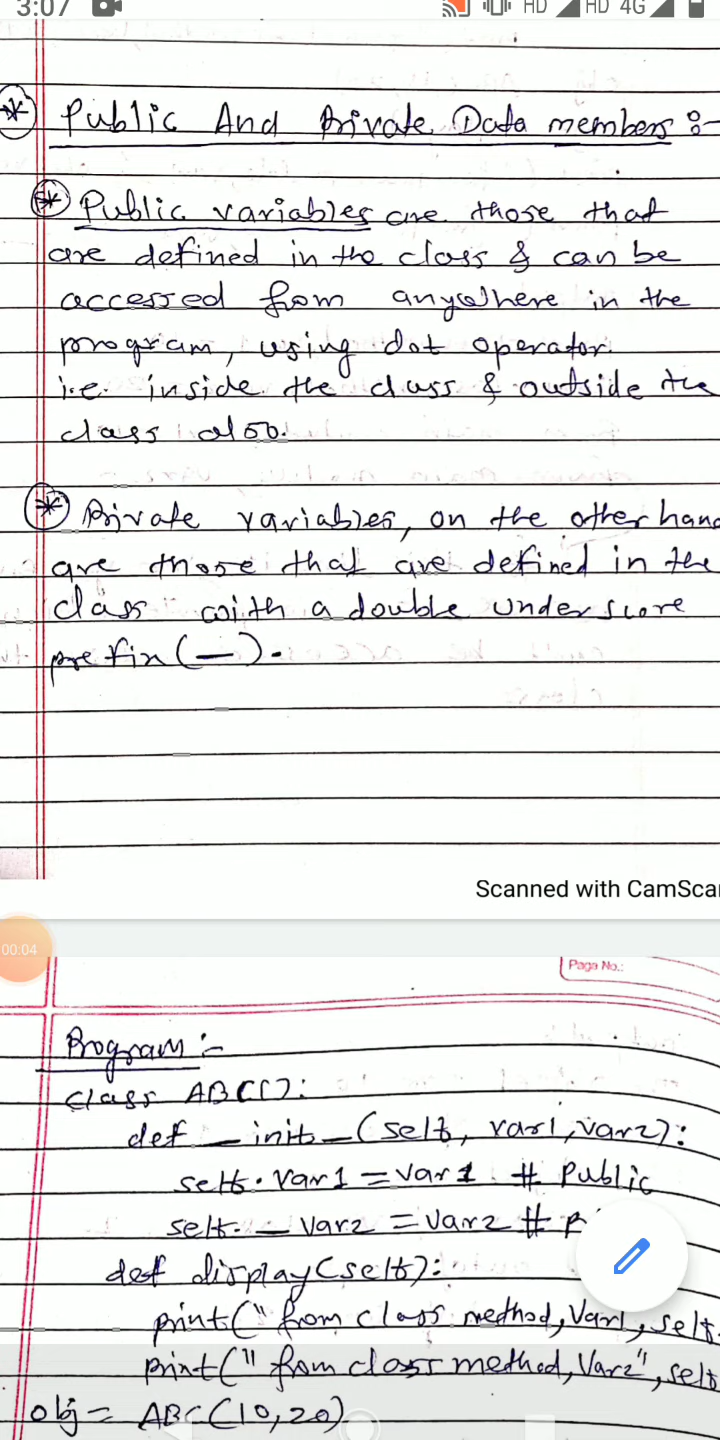 3:07 HD HD 4G
* Public And Private Data members :-
* Public variables are those that
are defined in the class & can be
accessed from anywhere in the
program, using dot operator.
i.e. inside the class & outside the
class also.
* Private variables, on the other hand
are those that are defined in the
class with a double underscore
prefix (__).
Scanned with CamScan
00:04
Page No.:
Program :-
class ABC():
def __init__(self, var1, var2):
self.var1 = var1 # Public
self.__var2 = var2 # P
def display(self):
print("from class method, Var1, self.
print("from class method, Var2", self
obj = ABC(10,20)